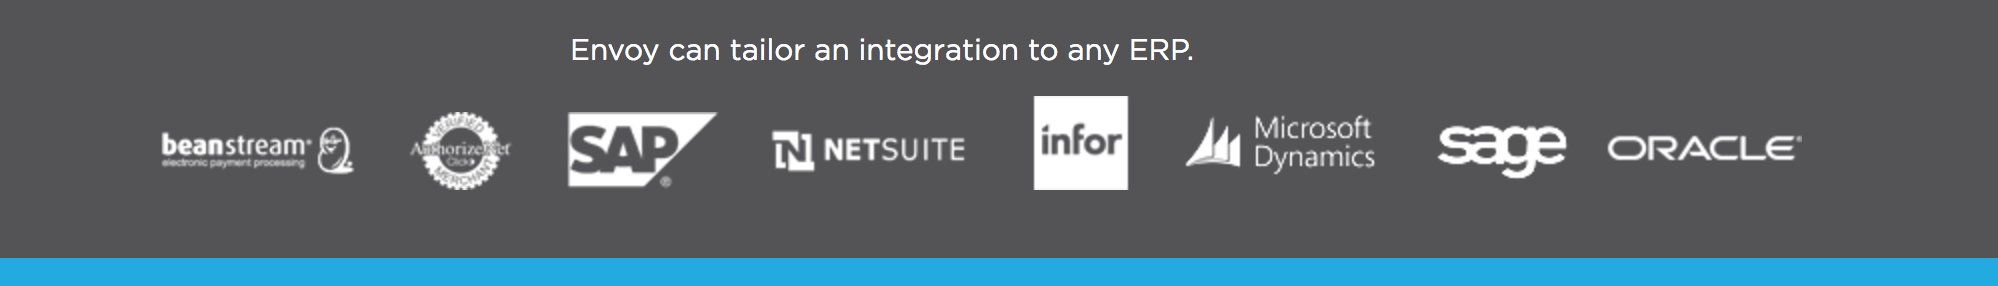 Envoy can tailor an integration to any ERP.
beanstream®
electronic payment processing
VERIFIED
Authorize.Net
Click
MERCHANT
SAP®
N NETSUITE
infor
Microsoft
Dynamics
sage
ORACLE®